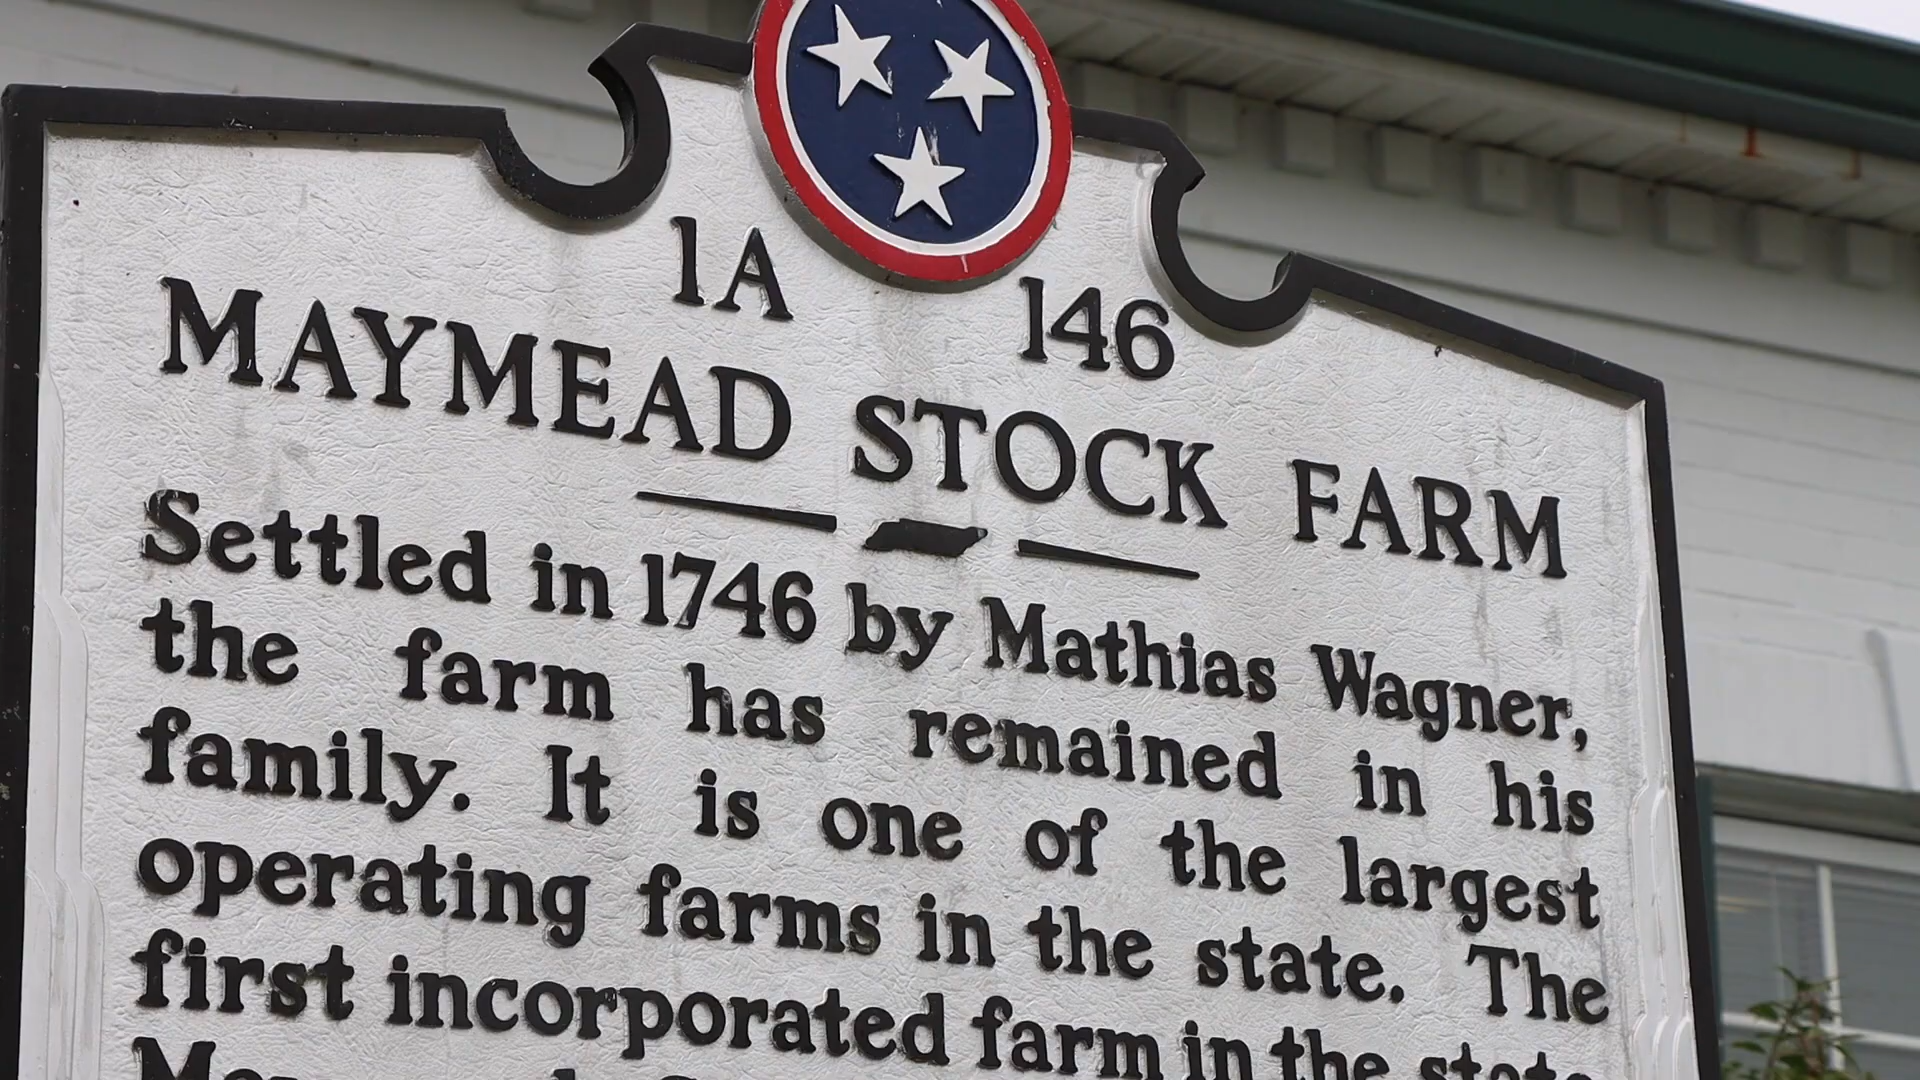 1A 146
MAYMEAD STOCK FARM
Settled in 1746 by Mathias Wagner,
the farm has remained in his
family. It is one of the largest
operating farms in the state. The
first incorporated farm in the state